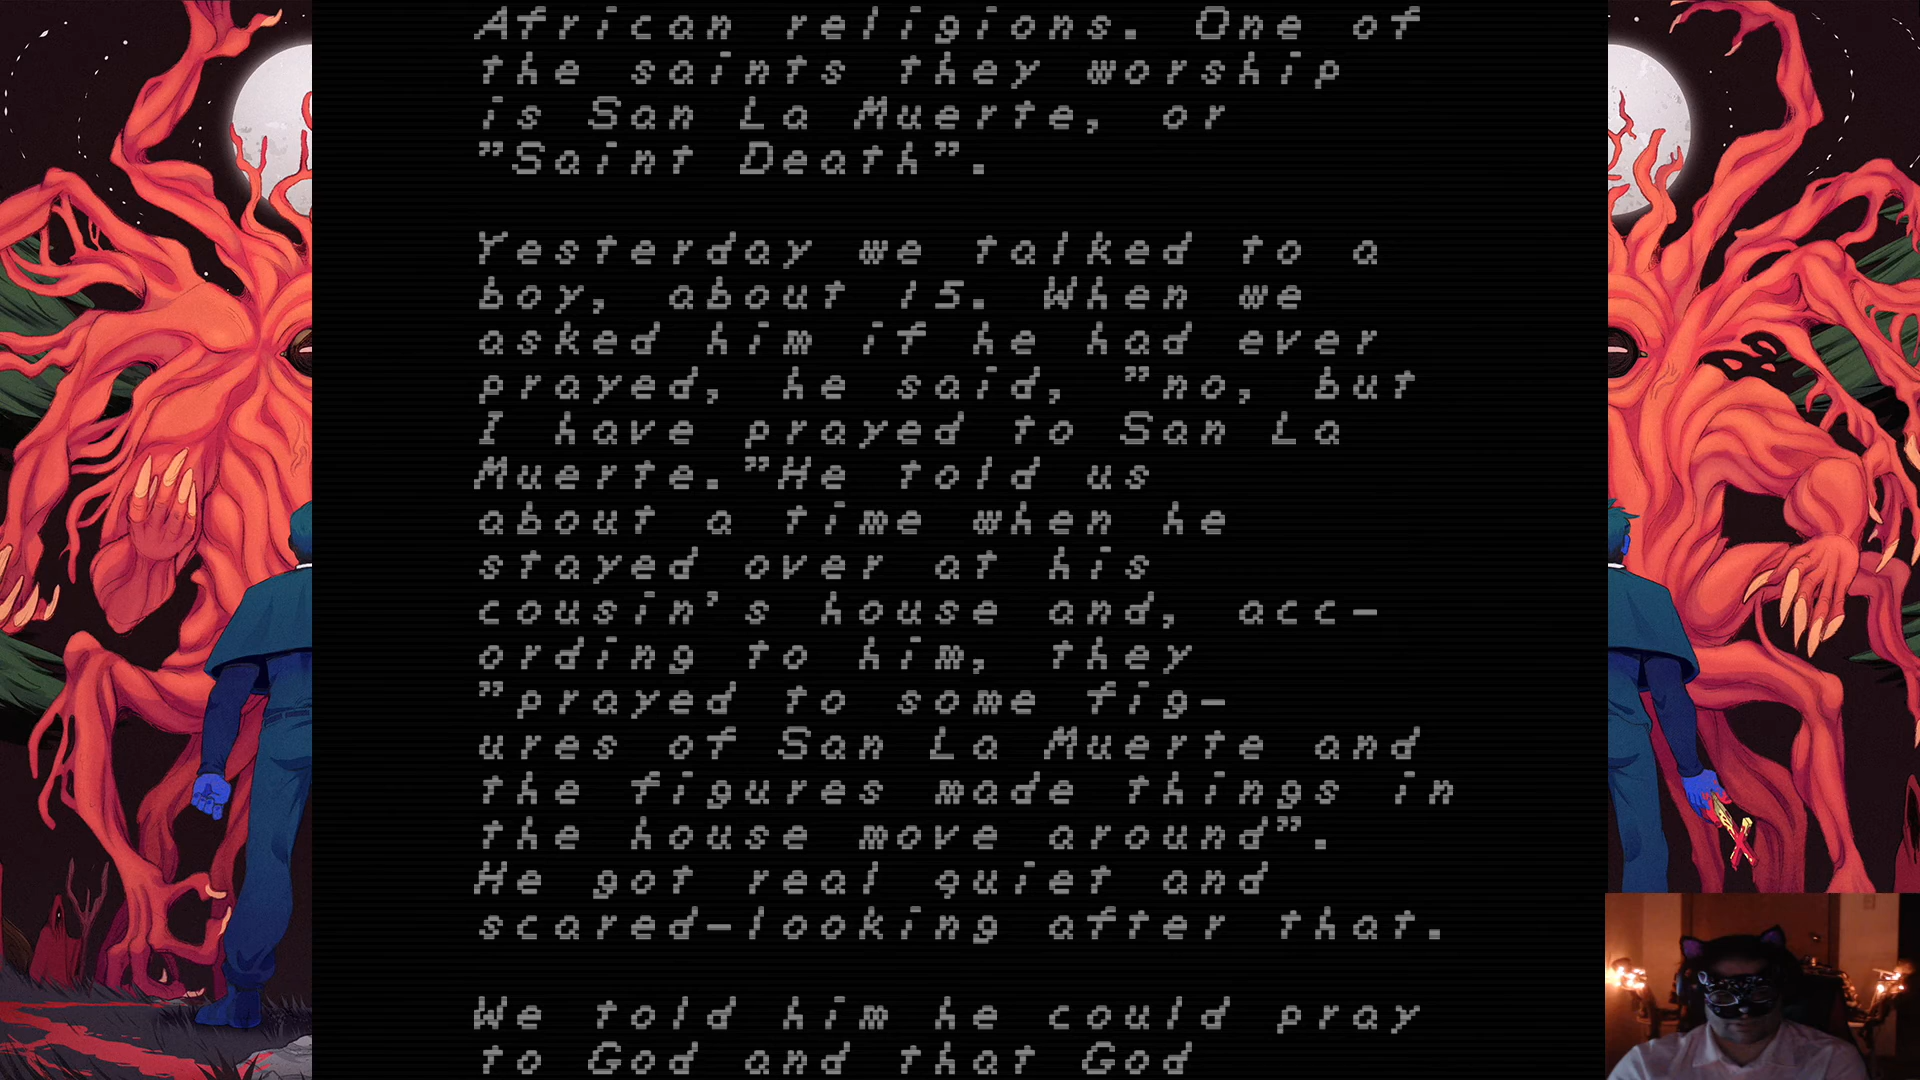 African religions. One of
the saints they worship
is San La Muerte, or
"Saint Death".
Yesterday we talked to a
boy, about 15. When we
asked him if he had ever
prayed, he said, "no, but
I have prayed to San La
Muerte."He told us
about a time when he
stayed over at his
cousin's house and, acc-
ording to him, they
"prayed to some fig-
ures of San La Muerte and
the figures made things in
the house move around".
He got real quiet and
scared-looking after that.
We told him he could pray
to God and that God